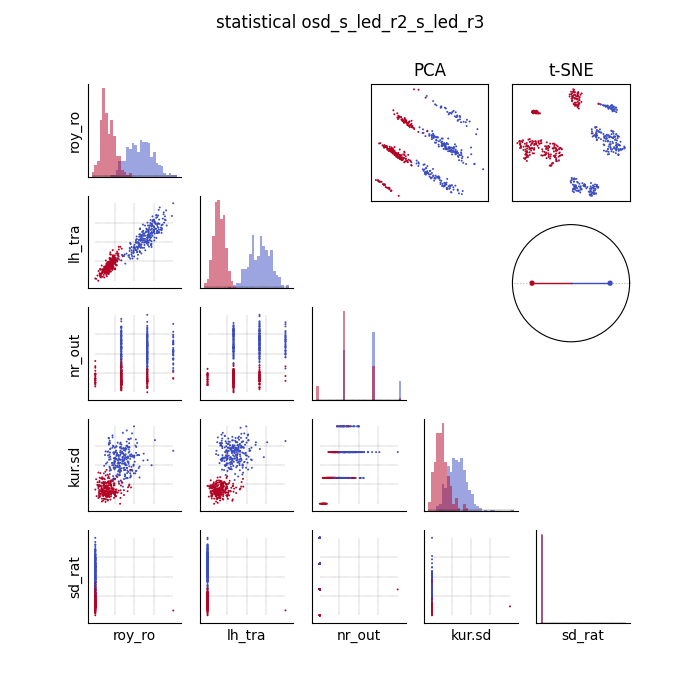 statistical osd_s_led_r2_s_led_r3
PCA
t-SNE
roy_ro
lh_tra
nr_out
kur.sd
sd_rat
roy_ro
lh_tra
nr_out
kur.sd
sd_rat